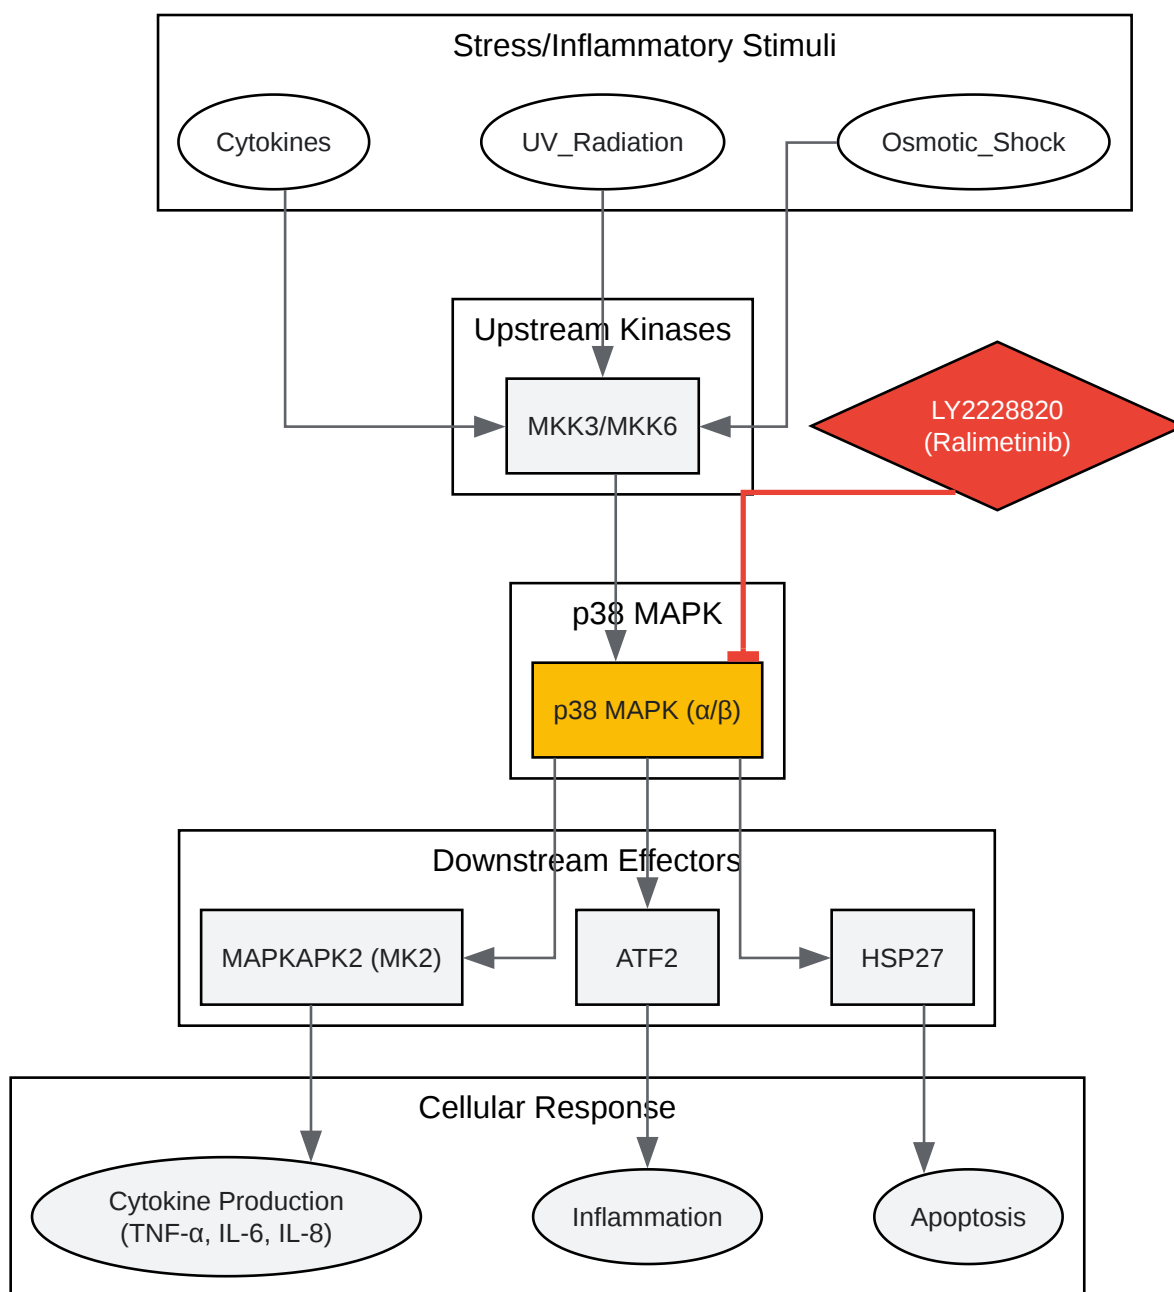 Stress/Inflammatory Stimuli
Cytokines
UV_Radiation
Osmotic_Shock
Upstream Kinases
MKK3/MKK6
LY2228820
(Ralimetinib)
p38 MAPK
p38 MAPK (α/β)
Downstream Effectors
MAPKAPK2 (MK2)
ATF2
HSP27
Cellular Response
Cytokine Production
(TNF-α, IL-6, IL-8)
Inflammation
Apoptosis